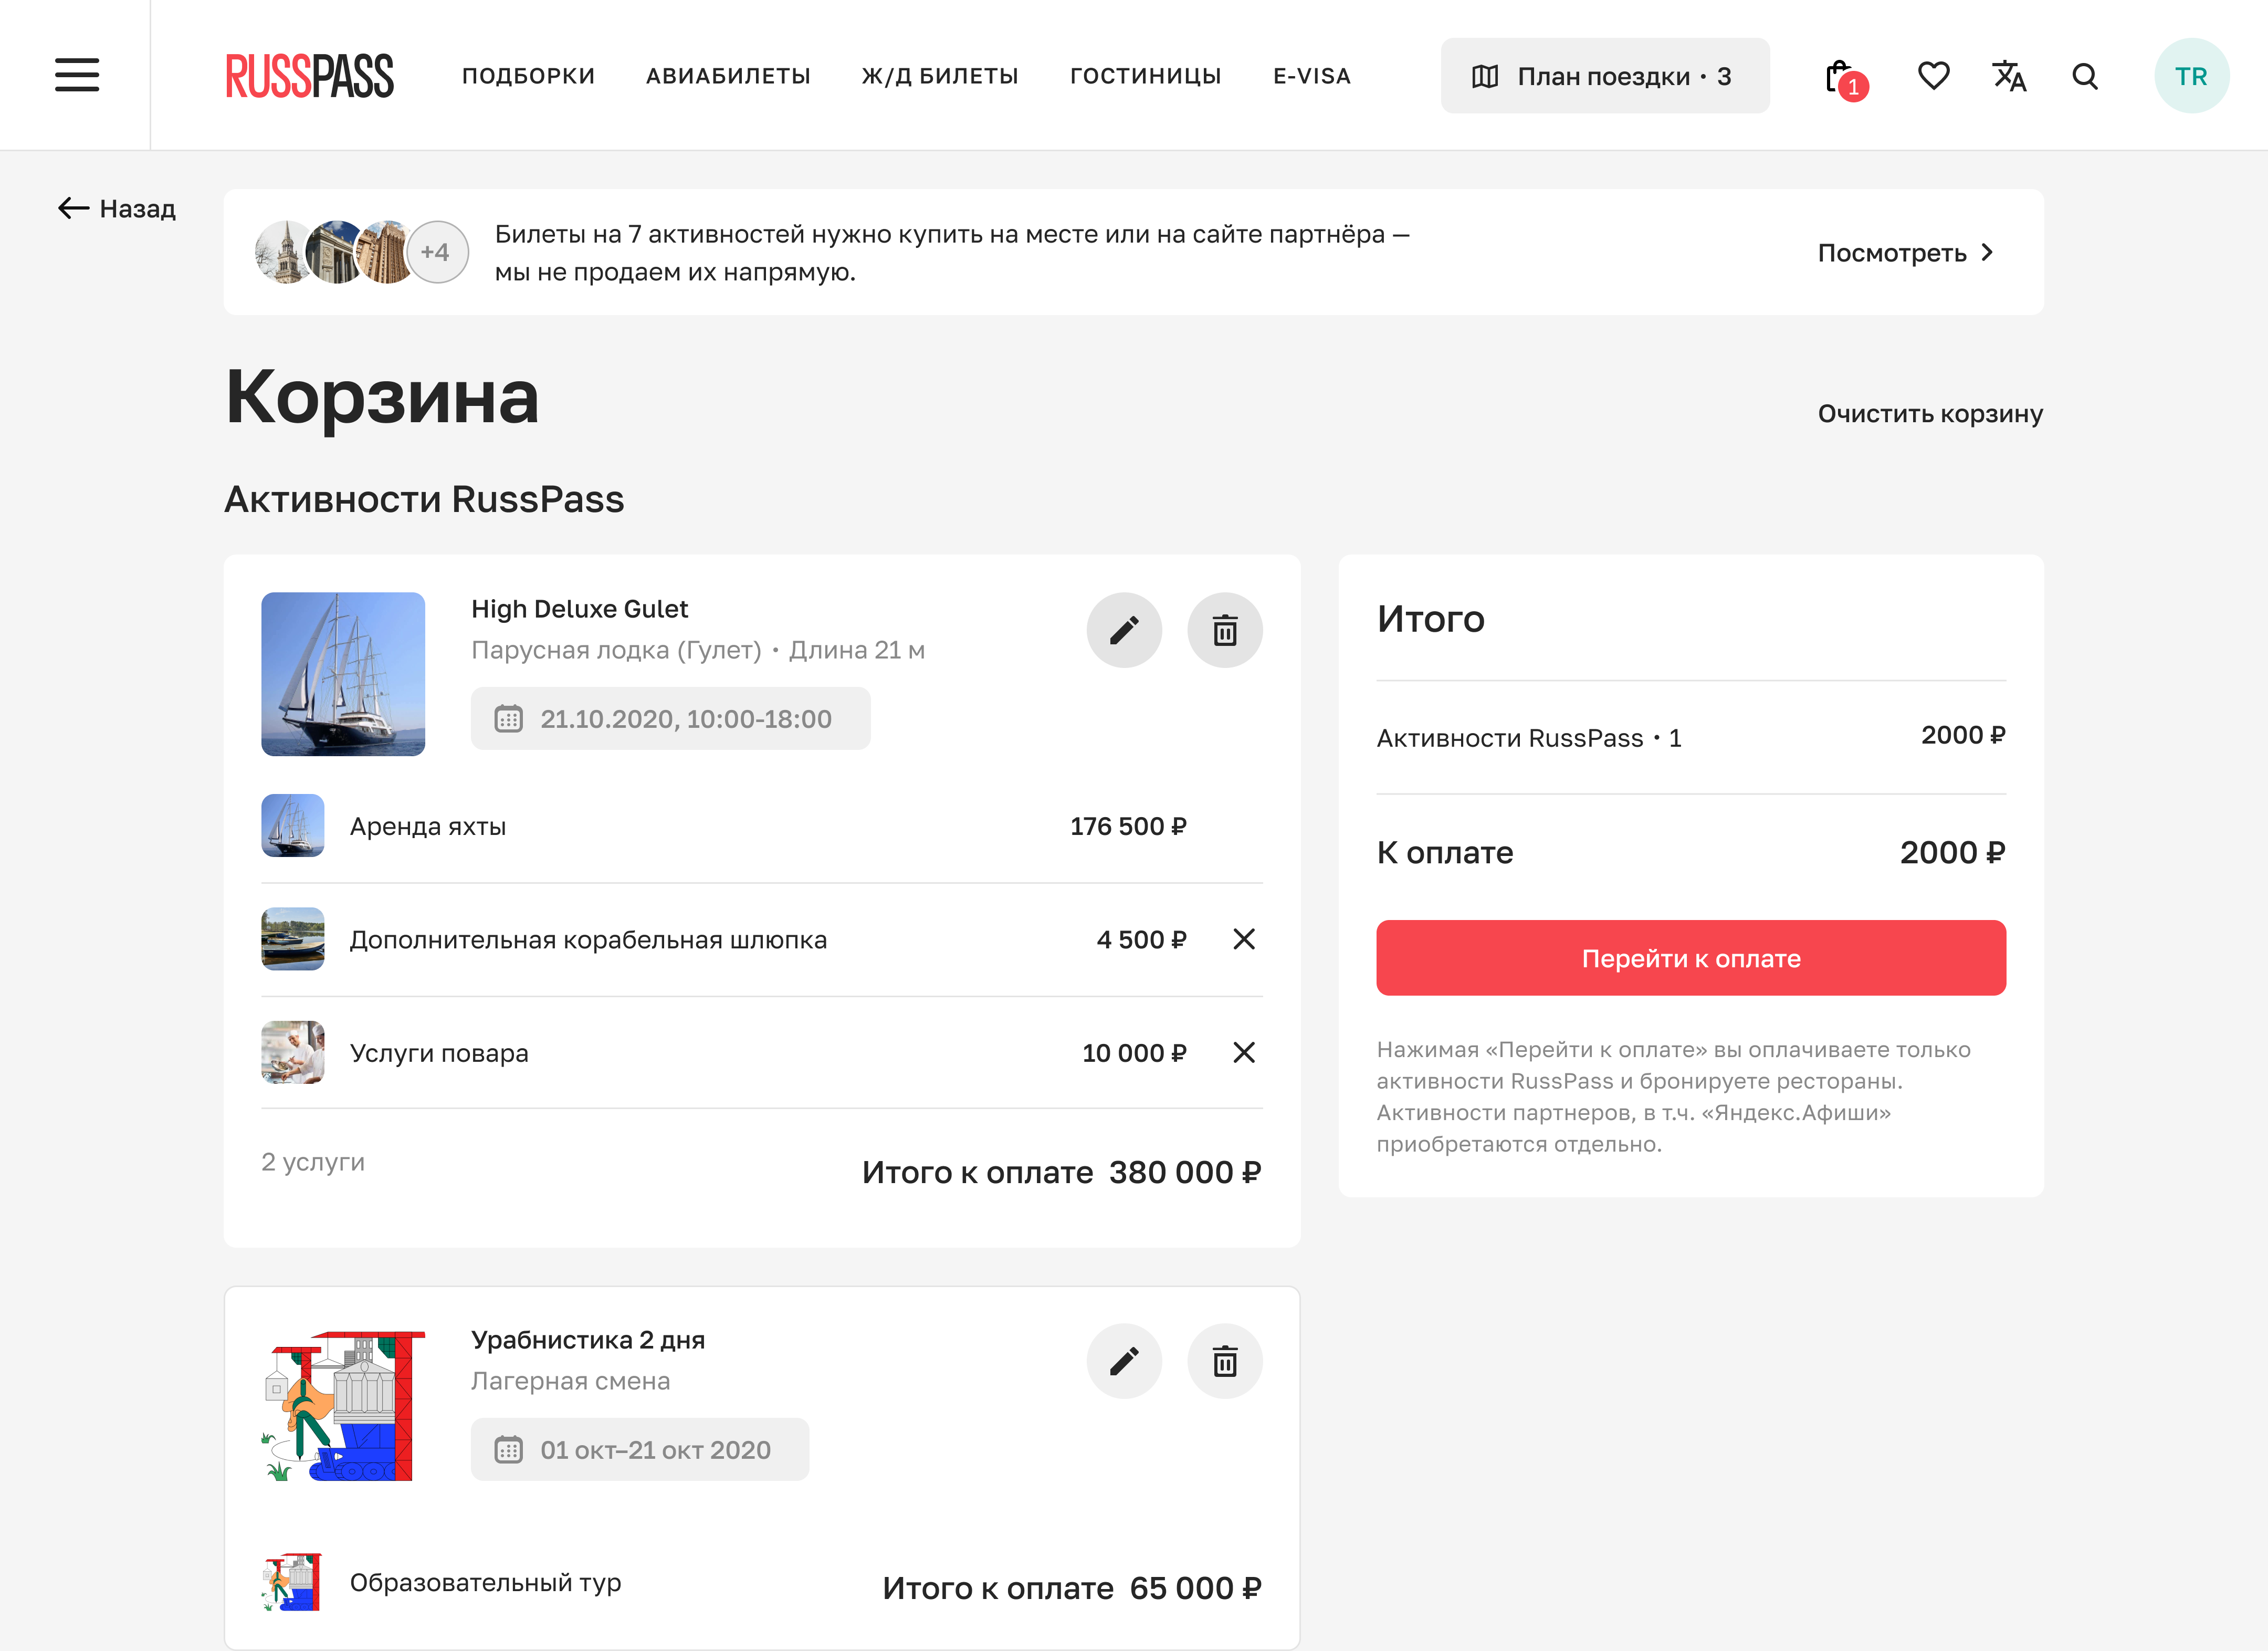 RUSSPASS
ПОДБОРКИ
АВИАБИЛЕТЫ
Ж/Д БИЛЕТЫ
ГОСТИНИЦЫ
E-VISA
План поездки • 3
1
TR
Назад
+4
Билеты на 7 активностей нужно купить на месте или на сайте партнёра —
мы не продаем их напрямую.
Посмотреть
Корзина
Очистить корзину
Активности RussPass
High Deluxe Gulet
Парусная лодка (Гулет) • Длина 21 м
21.10.2020, 10:00-18:00
Аренда яхты
176 500 ₽
Дополнительная корабельная шлюпка
4 500 ₽
Услуги повара
10 000 ₽
2 услуги
Итого к оплате 380 000 ₽
Итого
Активности RussPass • 1
2000 ₽
К оплате
2000 ₽
Перейти к оплате
Нажимая «Перейти к оплате» вы оплачиваете только
активности RussPass и бронируете рестораны.
Активности партнеров, в т.ч. «Яндекс.Афиши»
приобретаются отдельно.
Урабнистика 2 дня
Лагерная смена
01 окт–21 окт 2020
Образовательный тур
Итого к оплате 65 000 ₽